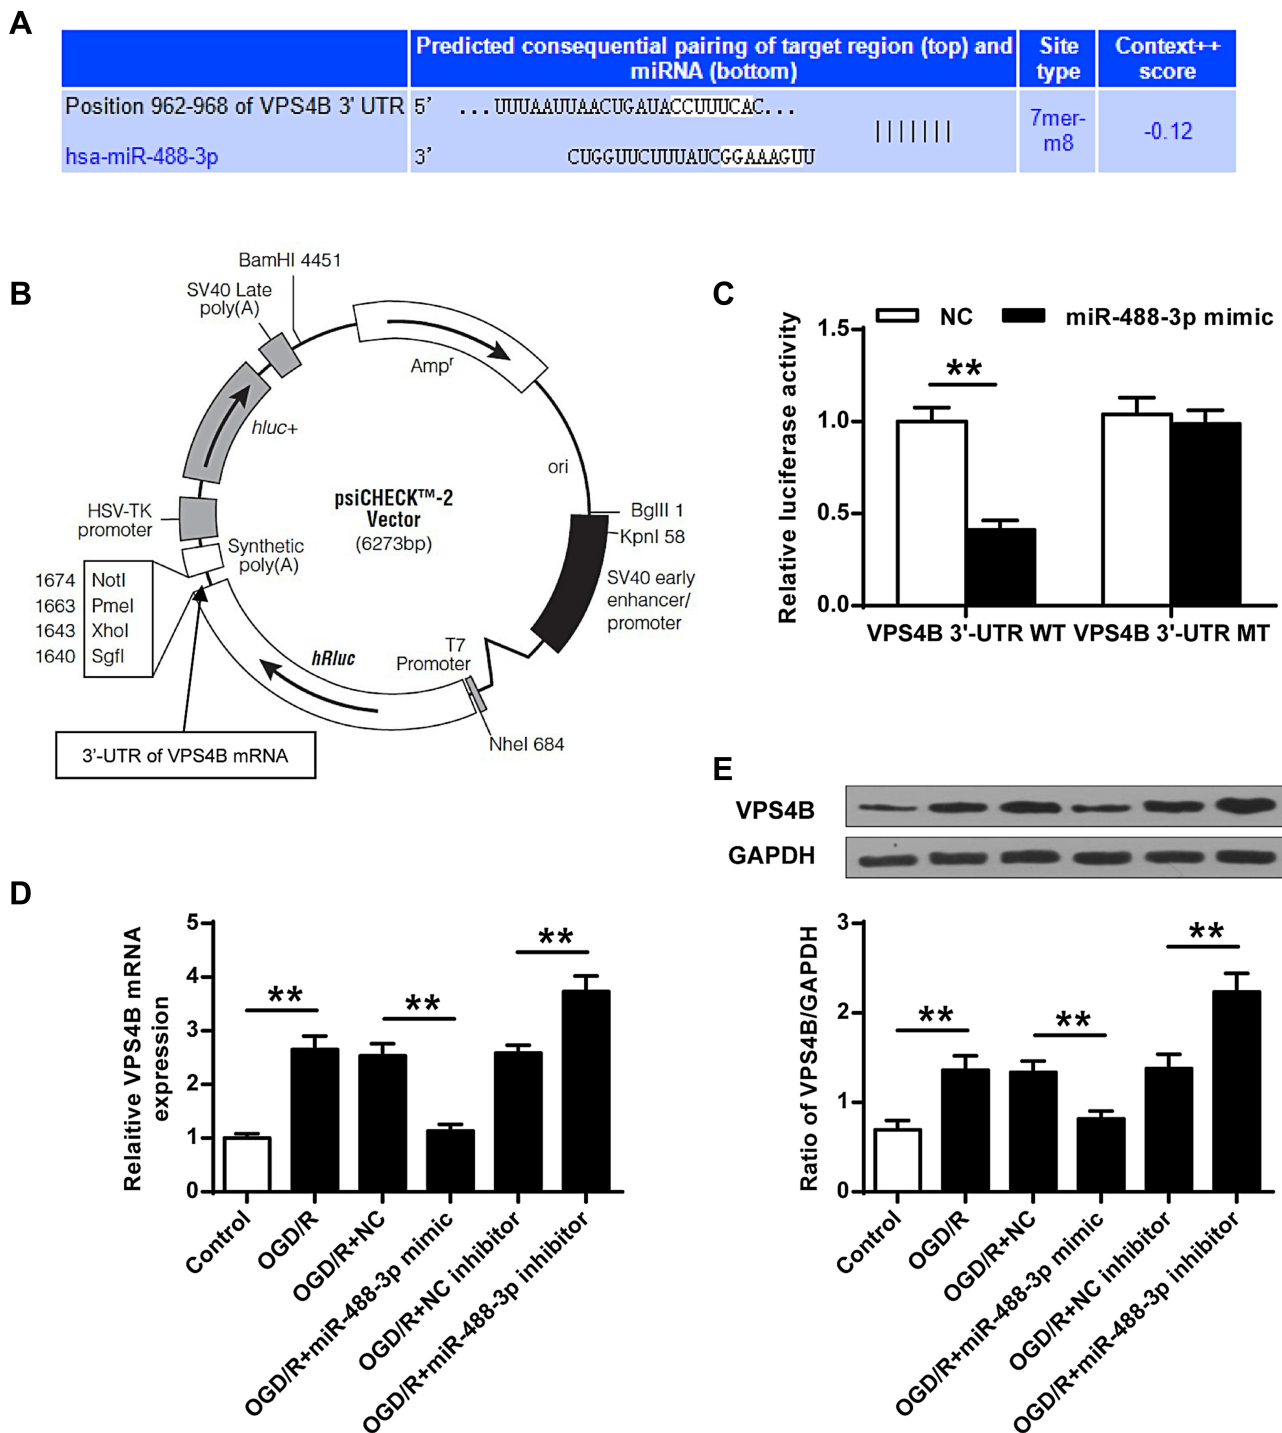 A
Predicted consequential pairing of target region (top) and
miRNA (bottom)
Site
type
Context++
score
Position 962-968 of VPS4B 3' UTR
5'
...UUUAAUUAACUGAUACCUUUCAC...
hsa-miR-488-3p
3'
CUGGUUCUUUAUCGGAAAGUU
7mer-
m8
-0.12
B
BamHI 4451
SV40 Late
poly(A)
Ampr
hluc+
ori
psiCHECK™-2
Vector
(6273bp)
BglII 1
KpnI 58
HSV-TK
promoter
Synthetic
poly(A)
SV40 early
enhancer/
promoter
1674 NotI
1663 PmeI
1643 XhoI
1640 SgfI
T7
Promoter
hRluc
NheI 684
3'-UTR of VPS4B mRNA
C
NC
miR-488-3p mimic
Relative luciferase activity
1.5
1.0
0.5
0.0
**
VPS4B 3'-UTR WT
VPS4B 3'-UTR MT
D
Relaitive VPS4B mRNA
expression
5
4
3
2
1
0
**
**
**
Control
OGD/R
OGD/R+NC
OGD/R+miR-488-3p mimic
OGD/R+NC inhibitor
OGD/R+miR-488-3p inhibitor
E
VPS4B
GAPDH
Ratio of VPS4B/GAPDH
3
2
1
0
**
**
**
Control
OGD/R
OGD/R+NC
OGD/R+miR-488-3p mimic
OGD/R+NC inhibitor
OGD/R+miR-488-3p inhibitor